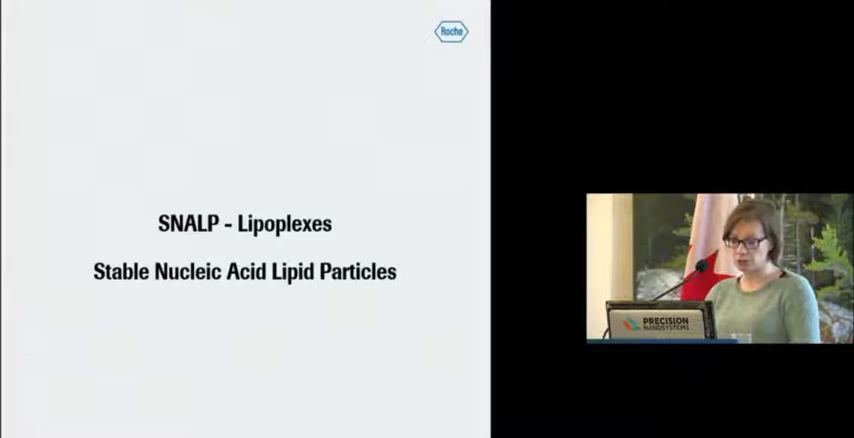 Roche
SNALP - Lipoplexes
Stable Nucleic Acid Lipid Particles
PRECISION
NANOSYSTEMS